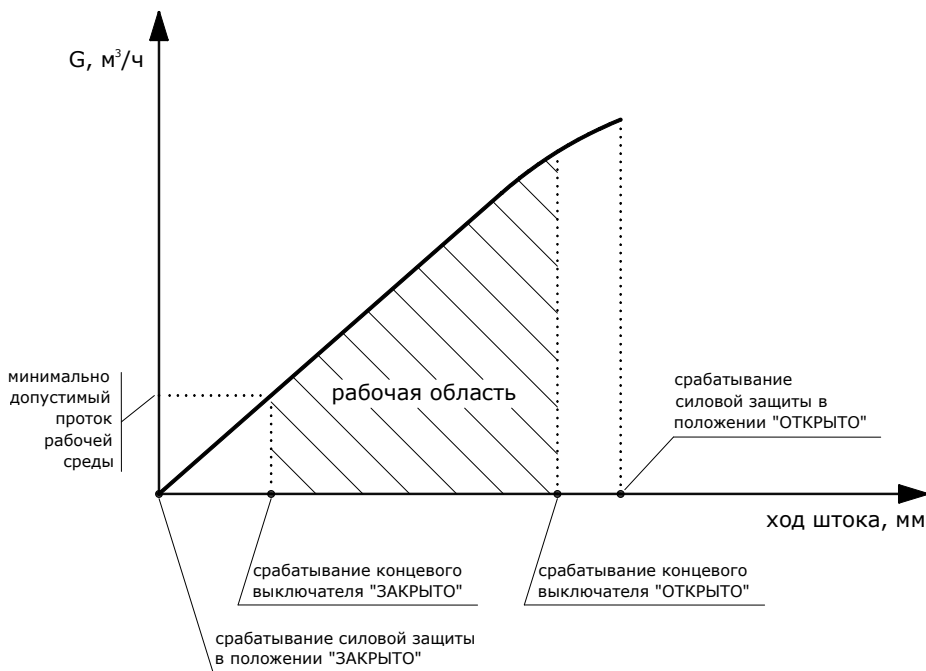 G, м³/ч
минимально
допустимый
проток
рабочей
среды
рабочая область
срабатывание
силовой защиты в
положении "ОТКРЫТО"
ход штока, мм
срабатывание концевого
выключателя "ЗАКРЫТО"
срабатывание концевого
выключателя "ОТКРЫТО"
срабатывание силовой защиты
в положении "ЗАКРЫТО"